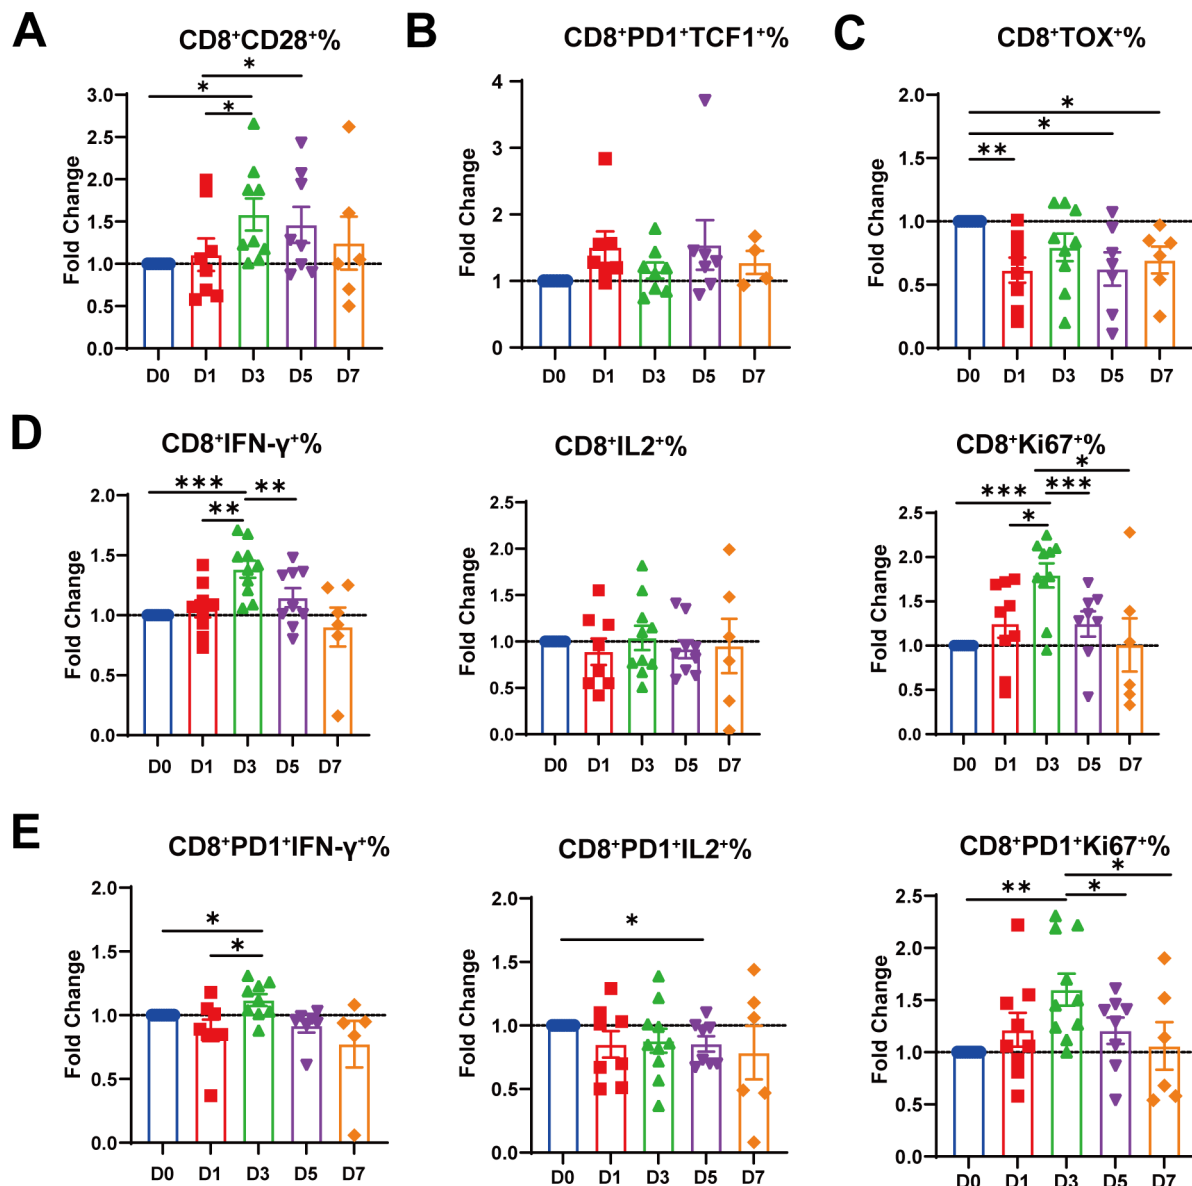 A
CD8⁺CD28⁺%
*
*
*
Fold Change
3.0
2.5
2.0
1.5
1.0
0.5
0.0
D0 D1 D3 D5 D7
B
CD8⁺PD1⁺TCF1⁺%
Fold Change
4
3
2
1
0
D0 D1 D3 D5 D7
C
CD8⁺TOX⁺%
*
*
**
Fold Change
2.0
1.5
1.0
0.5
0.0
D0 D1 D3 D5 D7
D
CD8⁺IFN-γ⁺%
*** **
**
Fold Change
2.0
1.5
1.0
0.5
0.0
D0 D1 D3 D5 D7
CD8⁺IL2⁺%
Fold Change
2.5
2.0
1.5
1.0
0.5
0.0
D0 D1 D3 D5 D7
CD8⁺Ki67⁺%
*
*** ***
*
Fold Change
2.5
2.0
1.5
1.0
0.5
0.0
D0 D1 D3 D5 D7
E
CD8⁺PD1⁺IFN-γ⁺%
*
*
Fold Change
2.0
1.5
1.0
0.5
0.0
D0 D1 D3 D5 D7
CD8⁺PD1⁺IL2⁺%
*
Fold Change
2.0
1.5
1.0
0.5
0.0
D0 D1 D3 D5 D7
CD8⁺PD1⁺Ki67⁺%
*
** *
Fold Change
2.5
2.0
1.5
1.0
0.5
0.0
D0 D1 D3 D5 D7